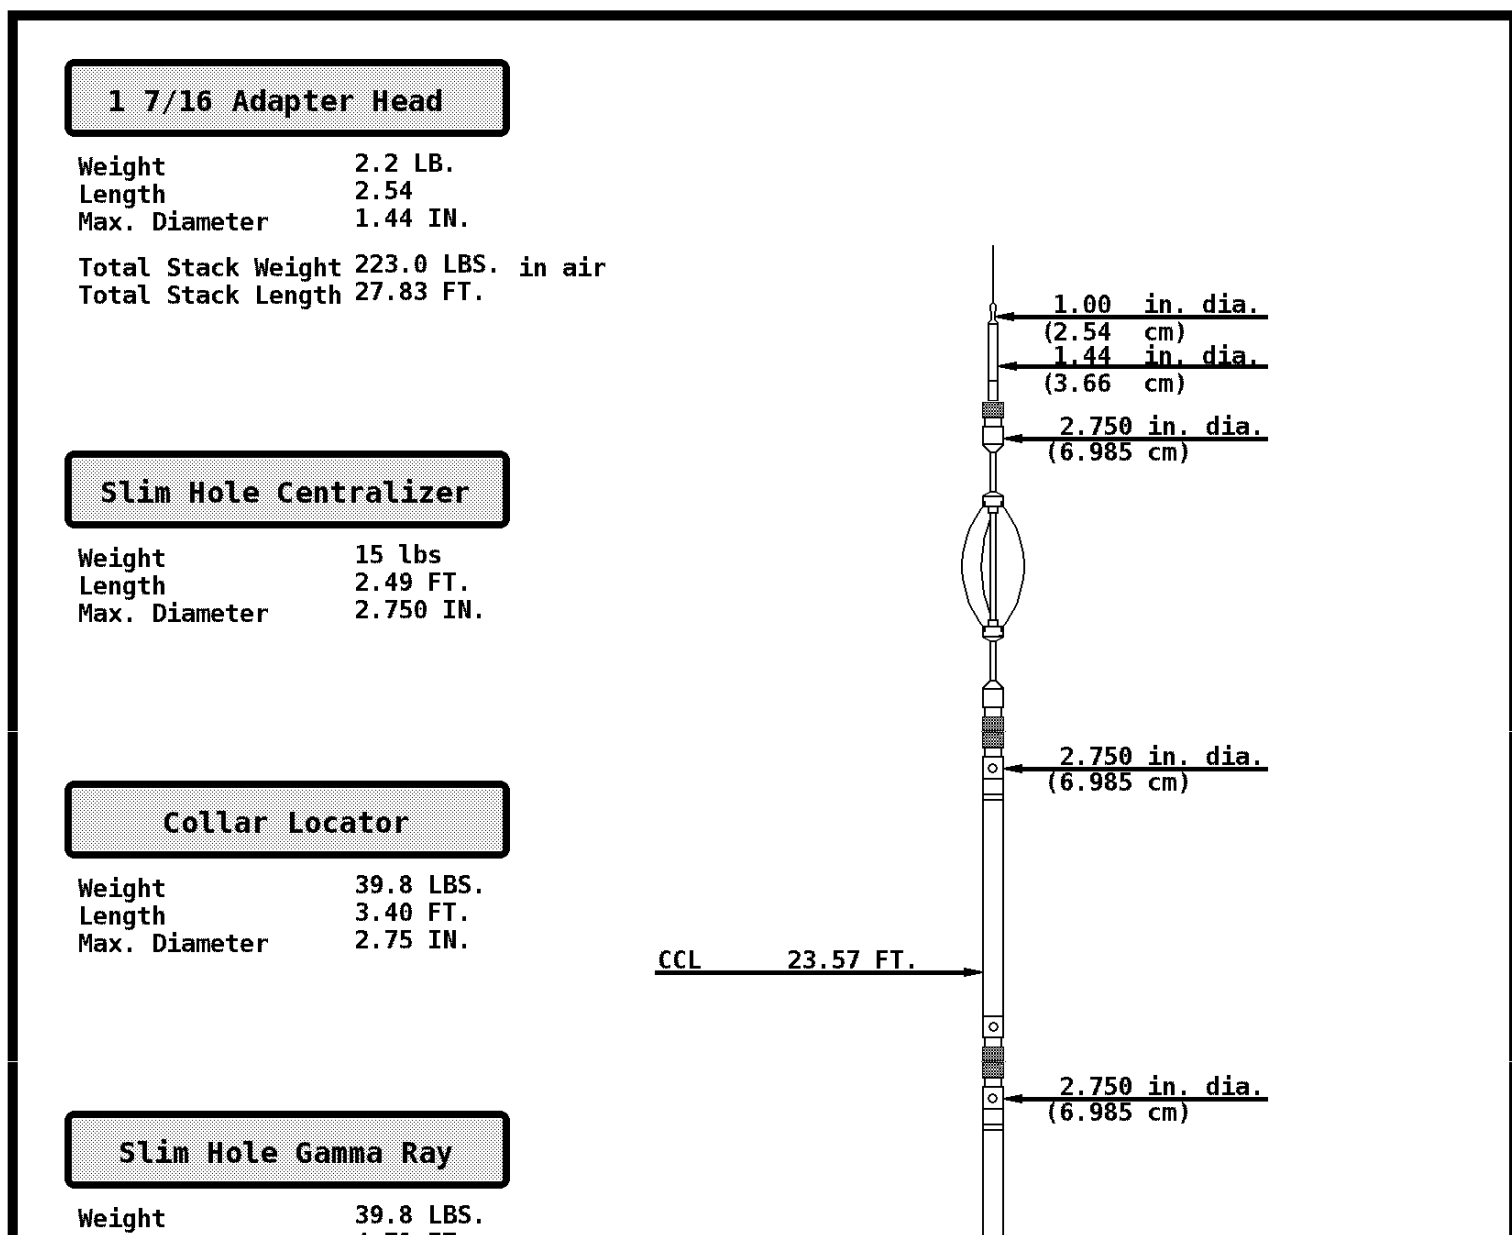 1 7/16 Adapter Head
Weight 2.2 LB.
Length 2.54
Max. Diameter 1.44 IN.
Total Stack Weight 223.0 LBS. in air
Total Stack Length 27.83 FT.
1.00 in. dia.
(2.54 cm)
1.44 in. dia.
(3.66 cm)
2.750 in. dia.
(6.985 cm)
Slim Hole Centralizer
Weight 15 lbs
Length 2.49 FT.
Max. Diameter 2.750 IN.
2.750 in. dia.
(6.985 cm)
Collar Locator
Weight 39.8 LBS.
Length 3.40 FT.
Max. Diameter 2.75 IN.
CCL 23.57 FT.
2.750 in. dia.
(6.985 cm)
Slim Hole Gamma Ray
Weight 39.8 LBS.